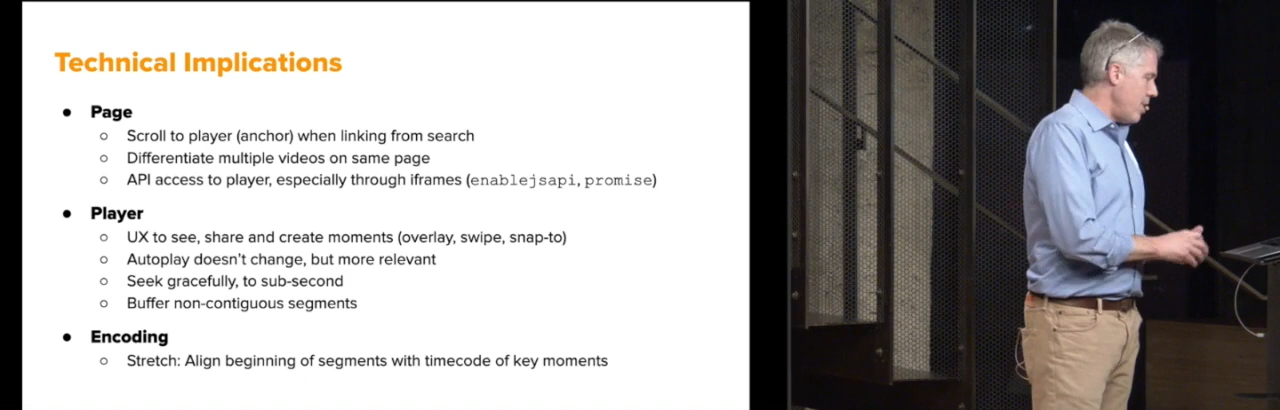 Technical Implications
● Page
○ Scroll to player (anchor) when linking from search
○ Differentiate multiple videos on same page
○ API access to player, especially through iframes (enablejsapi, promise)
● Player
○ UX to see, share and create moments (overlay, swipe, snap-to)
○ Autoplay doesn't change, but more relevant
○ Seek gracefully, to sub-second
○ Buffer non-contiguous segments
● Encoding
○ Stretch: Align beginning of segments with timecode of key moments